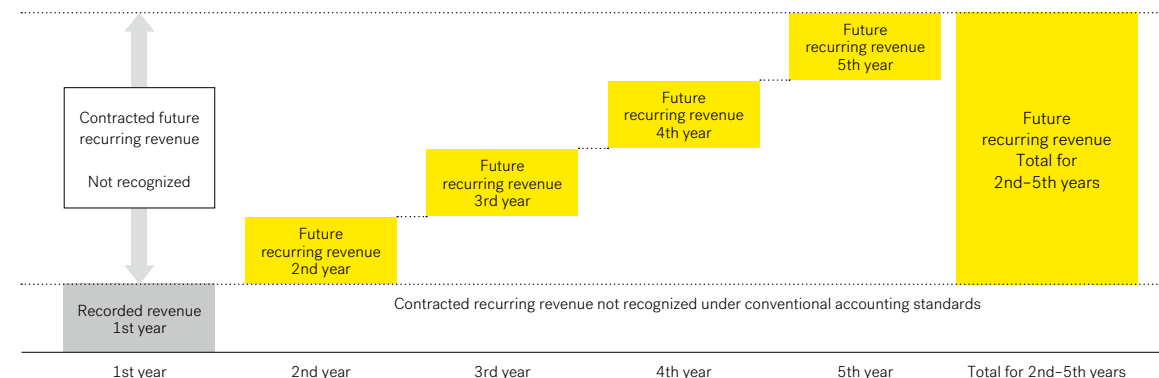 Future
recurring revenue
5th year
Future
recurring revenue
4th year
Future
recurring revenue
3rd year
Future
recurring revenue
2nd year
Contracted future
recurring revenue
Not recognized
Future
recurring revenue
Total for
2nd–5th years
Recorded revenue
1st year
Contracted recurring revenue not recognized under conventional accounting standards
1st year
2nd year
3rd year
4th year
5th year
Total for 2nd–5th years